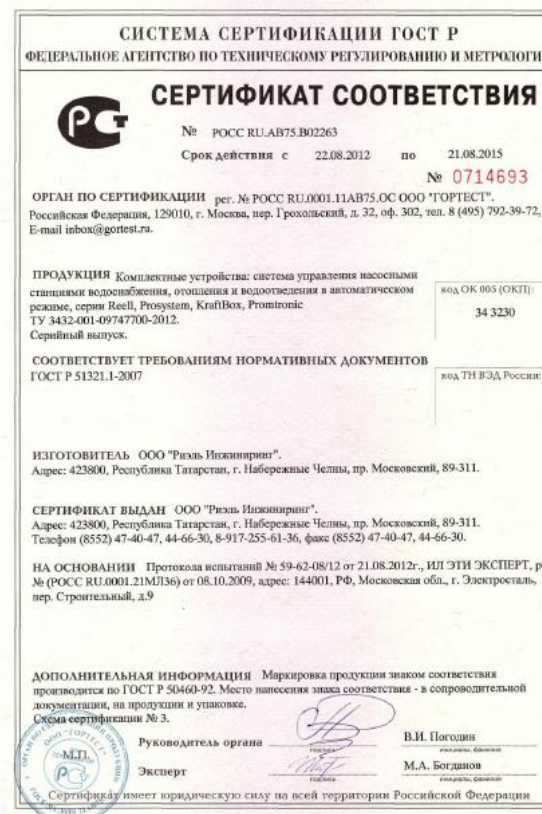 СИСТЕМА СЕРТИФИКАЦИИ ГОСТ Р
ФЕДЕРАЛЬНОЕ АГЕНТСТВО ПО ТЕХНИЧЕСКОМУ РЕГУЛИРОВАНИЮ И МЕТРОЛОГИ
СЕРТИФИКАТ СООТВЕТСТВИЯ
№ РОСС RU.АВ75.В02263
Срок действия с 22.08.2012 по 21.08.2015
№ 0714693
ОРГАН ПО СЕРТИФИКАЦИИ рег. № РОСС RU.0001.11АВ75.ОС ООО "ГОРТЕСТ".
Российская Федерация, 129010, г. Москва, пер. Грохольский, д. 32, оф. 302, тел. 8 (495) 792-39-72,
E-mail inbox@gortest.ru.
ПРОДУКЦИЯ Комплектные устройства: система управления насосными
станциями водоснабжения, отопления и водоотведения в автоматическом
режиме, серии Reell, Prosystem, KraftBox, Promtronic
ТУ 3432-001-09747700-2012.
Серийный выпуск.
код ОК 005 (ОКП):
34 3230
СООТВЕТСТВУЕТ ТРЕБОВАНИЯМ НОРМАТИВНЫХ ДОКУМЕНТОВ
ГОСТ Р 51321.1-2007
код ТН ВЭД России:
ИЗГОТОВИТЕЛЬ ООО "Риэль Инжиниринг".
Адрес: 423800, Республика Татарстан, г. Набережные Челны, пр. Московский, 89-311.
СЕРТИФИКАТ ВЫДАН ООО "Риэль Инжиниринг".
Адрес: 423800, Республика Татарстан, г. Набережные Челны, пр. Московский, 89-311.
Телефон (8552) 47-40-47, 44-66-30, 8-917-255-61-36, факс (8552) 47-40-47, 44-66-30.
НА ОСНОВАНИИ Протокола испытаний № 59-62-08/12 от 21.08.2012г., ИЛ ЭТИ ЭКСПЕРТ, р
№ (РОСС RU.0001.21МЛ36) от 08.10.2009, адрес: 144001, РФ, Московская обл., г. Электросталь,
пер. Строительный, д.9
ДОПОЛНИТЕЛЬНАЯ ИНФОРМАЦИЯ Маркировка продукции знаком соответствия
производится по ГОСТ Р 50460-92. Место нанесения знака соответствия - в сопроводительной
документации, на продукции и упаковке.
Схема сертификации № 3.
М.П.
Руководитель органа
подпись
В.И. Погодин
инициалы, фамилия
Эксперт
подпись
М.А. Богданов
инициалы, фамилия
"ГОРТЕСТ"
Сертификат имеет юридическую силу на всей территории Российской Федерации